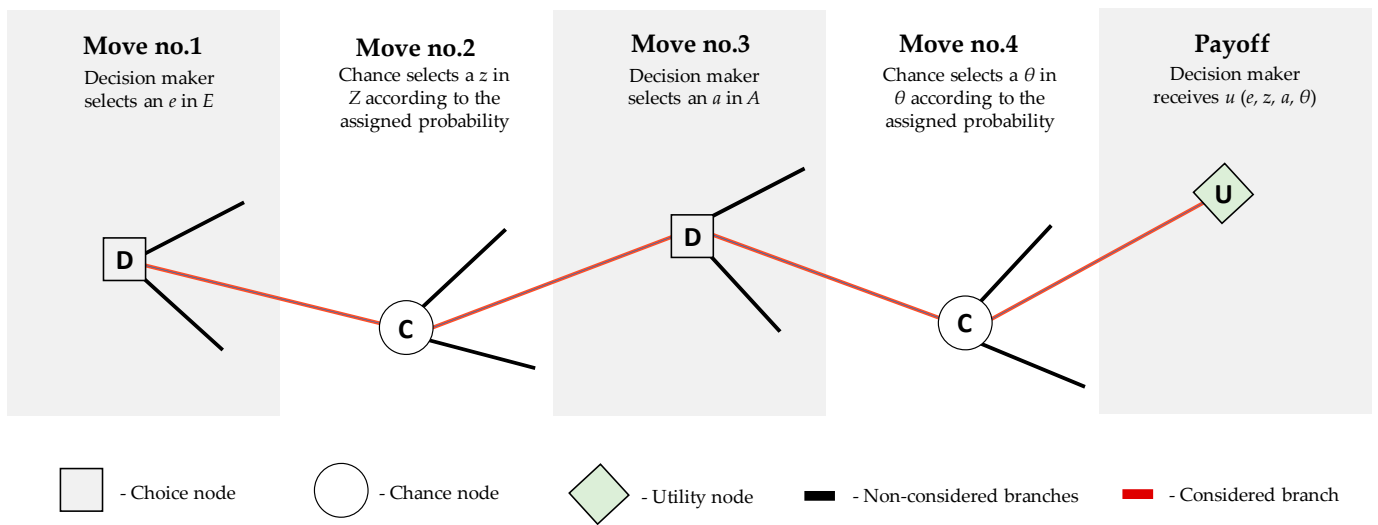 Move no.1
Decision maker
selects an e in E
Move no.2
Chance selects a z in
Z according to the
assigned probability
Move no.3
Decision maker
selects an a in A
Move no.4
Chance selects a θ in
θ according to the
assigned probability
Payoff
Decision maker
receives u (e, z, a, θ)
D
C
D
C
U
- Choice node
- Chance node
- Utility node
- Non-considered branches
- Considered branch